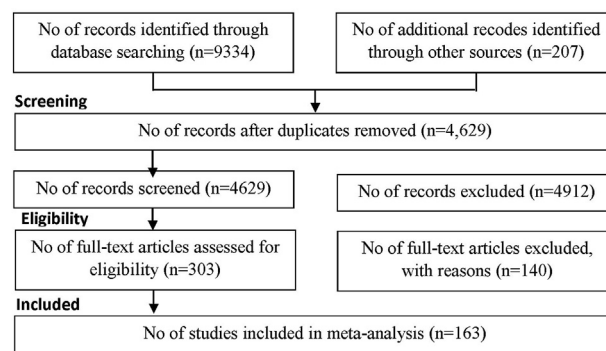 No of records identified through
database searching (n=9334)
No of additional recodes identified
through other sources (n=207)
Screening
No of records after duplicates removed (n=4,629)
No of records screened (n=4629)
No of records excluded (n=4912)
Eligibility
No of full-text articles assessed for
eligibility (n=303)
No of full-text articles excluded,
with reasons (n=140)
Included
No of studies included in meta-analysis (n=163)